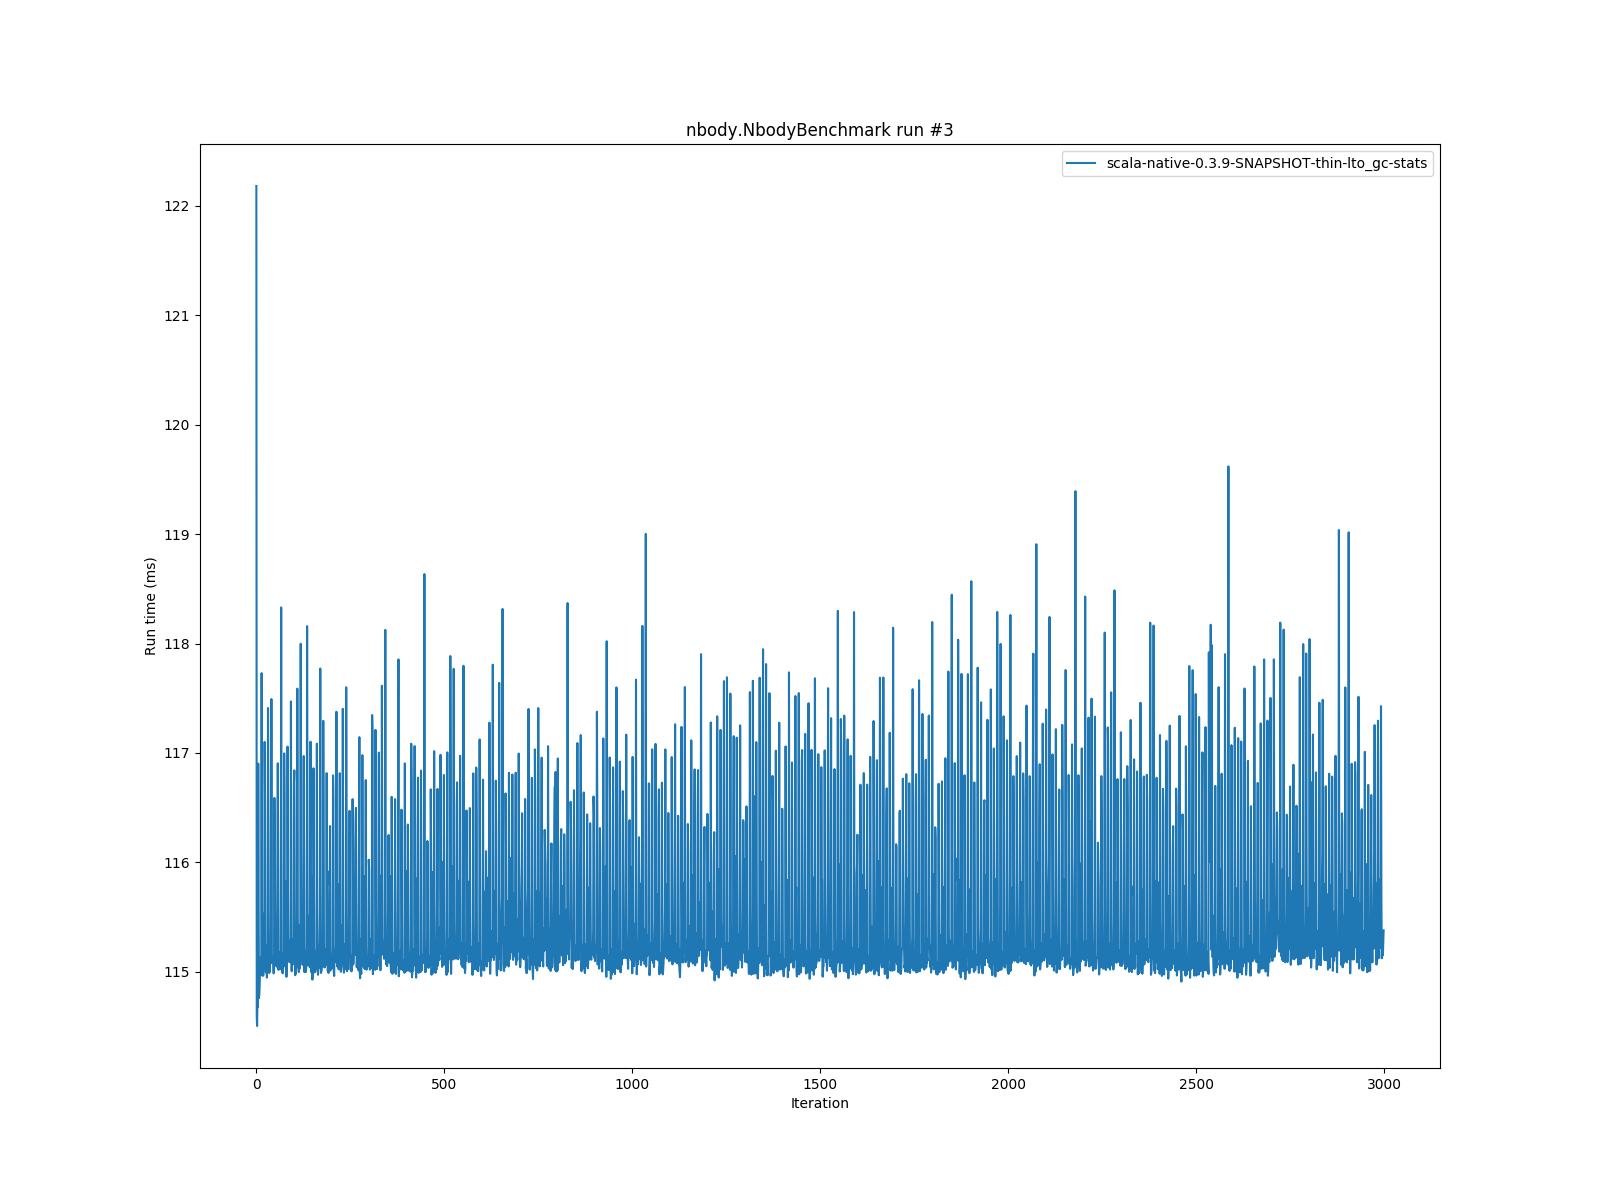 nbody.NbodyBenchmark run #3
scala-native-0.3.9-SNAPSHOT-thin-lto_gc-stats
122
121
120
119
118
117
116
115
Run time (ms)
0 500 1000 1500 2000 2500 3000
Iteration